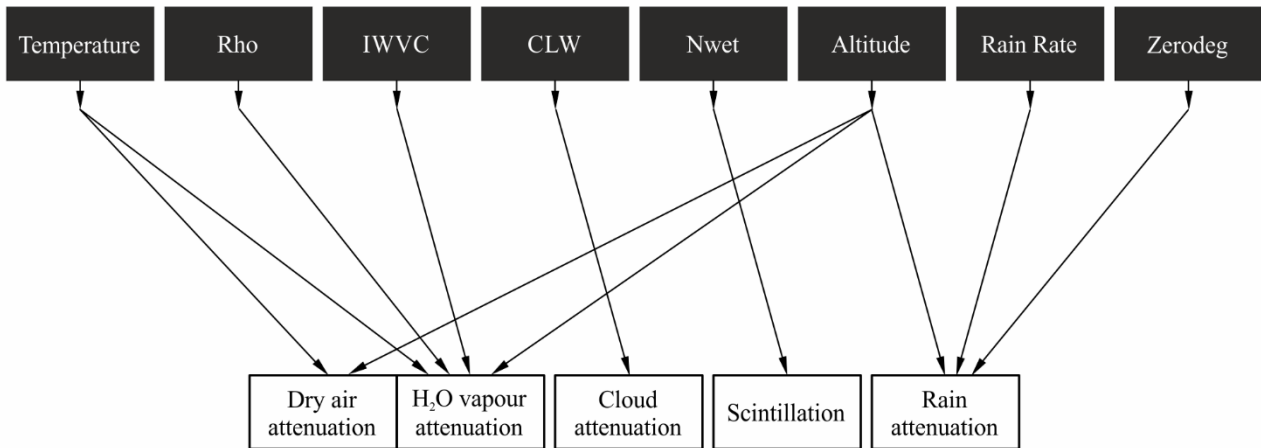 Temperature
Rho
IWVC
CLW
Nwet
Altitude
Rain Rate
Zerodeg
Dry air
attenuation
H₂O vapour
attenuation
Cloud
attenuation
Scintillation
Rain
attenuation